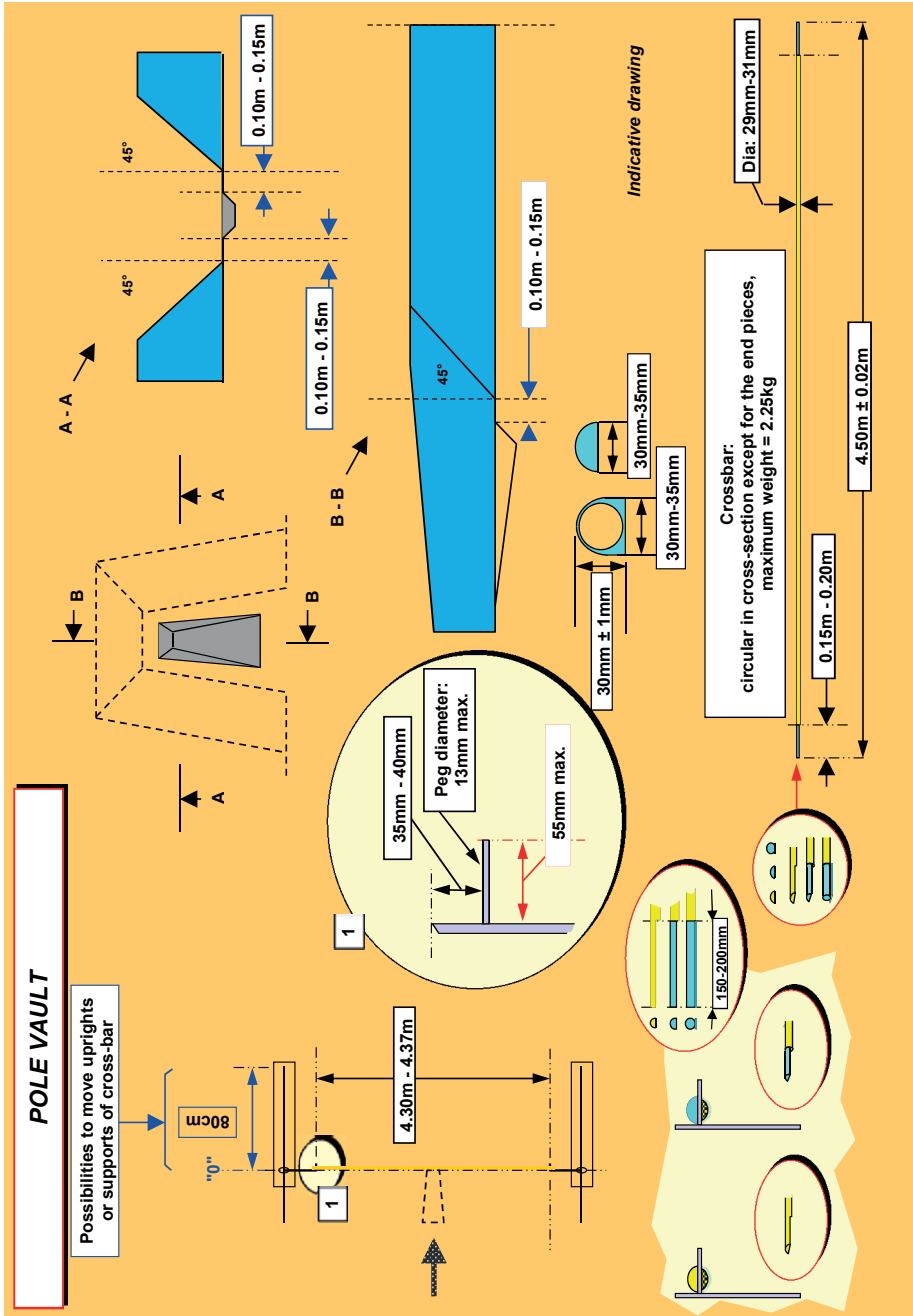 POLE VAULT
Possibilities to move uprights
or supports of cross-bar
80cm
"0"
1
4.30m - 4.37m
1
35mm - 40mm
Peg diameter:
13mm max.
55mm max.
A
A
B
B
A - A
45°
45°
0.10m - 0.15m
0.10m - 0.15m
B - B
45°
0.10m - 0.15m
30mm ± 1mm
30mm-35mm
30mm-35mm
Indicative drawing
150-200mm
Crossbar:
circular in cross-section except for the end pieces,
maximum weight = 2.25kg
Dia: 29mm-31mm
0.15m - 0.20m
4.50m ± 0.02m